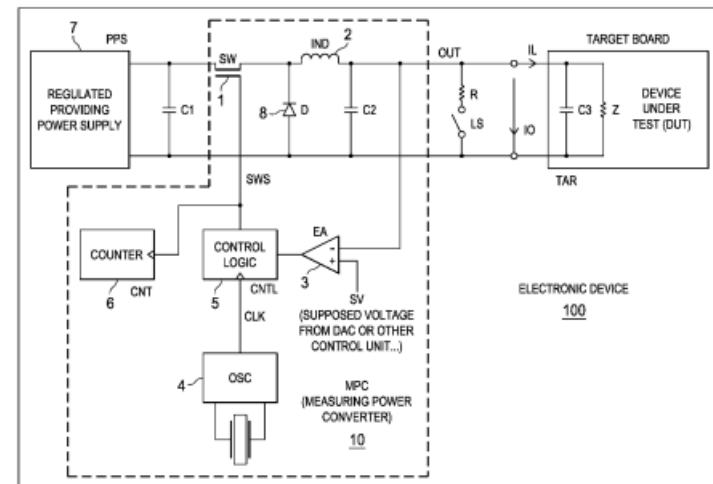 7
PPS
REGULATED
PROVIDING
POWER SUPPLY
C1
SW
1
IND
2
8
D
C2
OUT
R
LS
IL
IO
TARGET BOARD
C3
Z
DEVICE
UNDER
TEST (DUT)
TAR
SWS
COUNTER
6
CNT
CONTROL
LOGIC
5
CNTL
EA
-
+
3
SV
(SUPPOSED VOLTAGE
FROM DAC OR OTHER
CONTROL UNIT...)
CLK
4
OSC
MPC
(MEASURING POWER
CONVERTER)
10
ELECTRONIC DEVICE
100